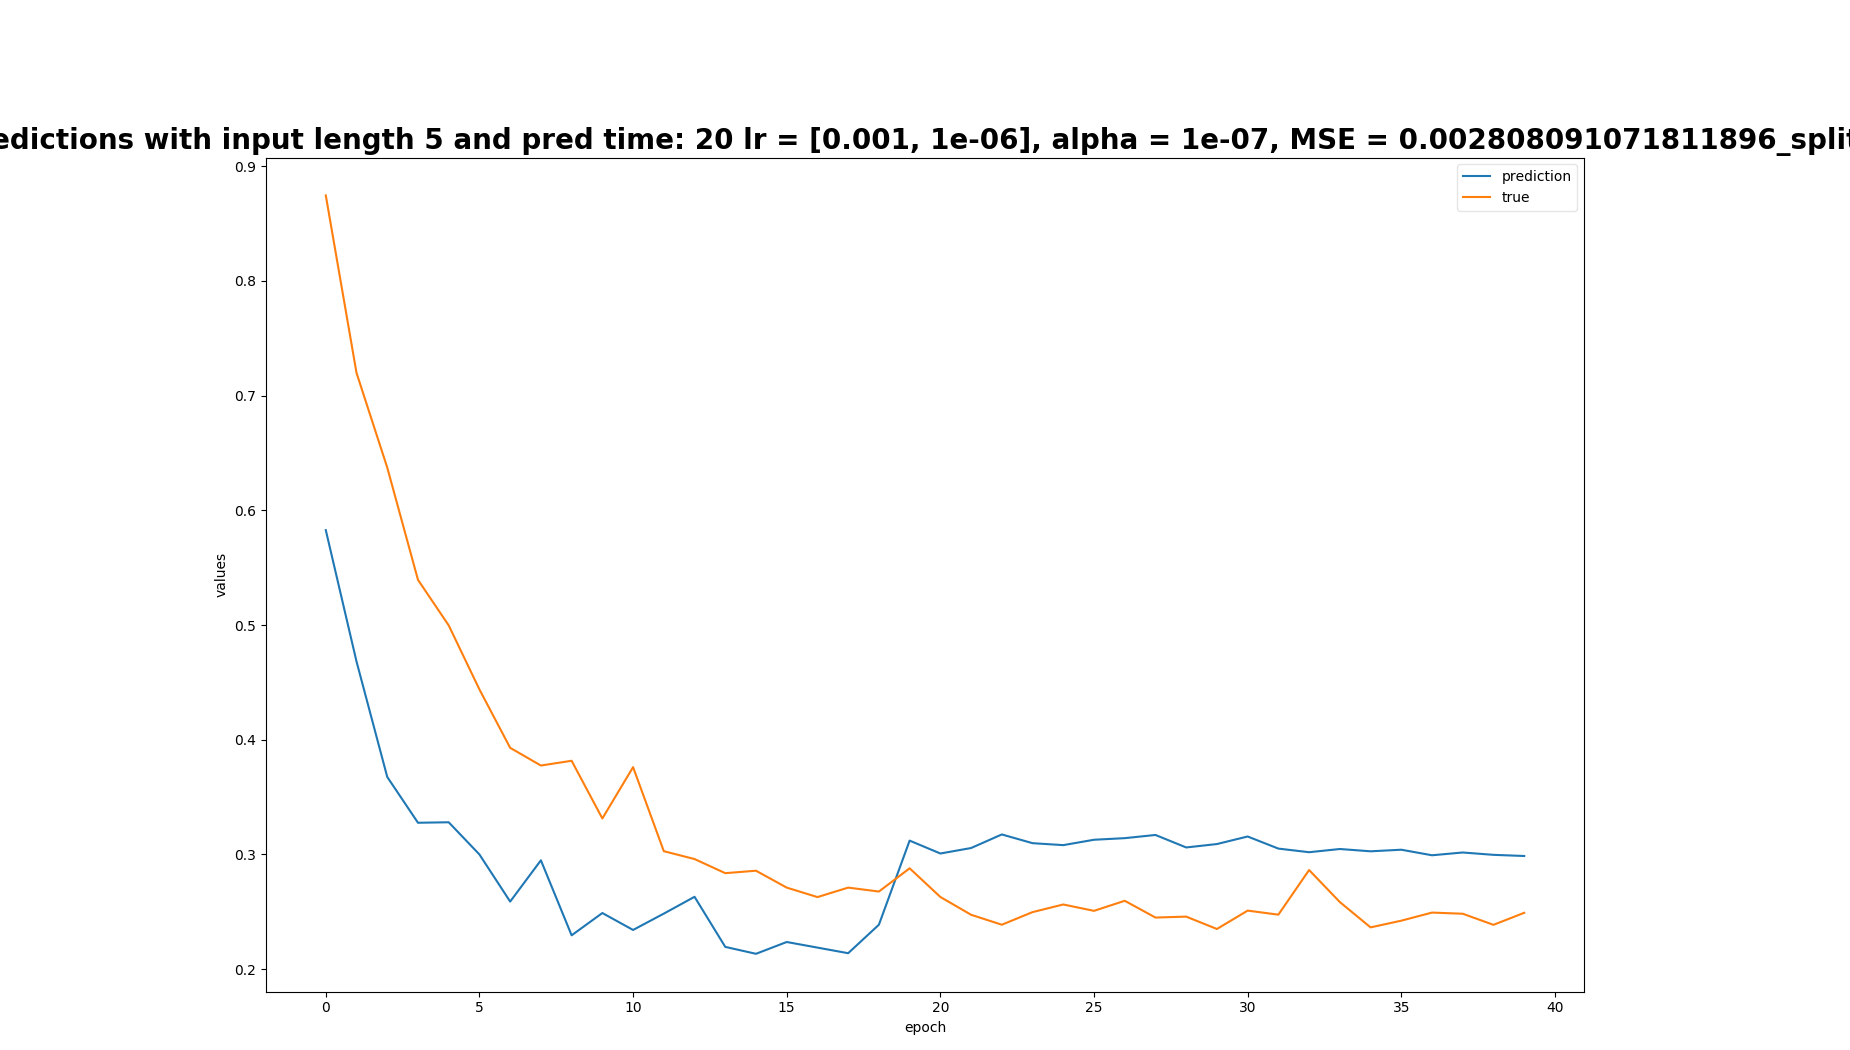 edictions with input length 5 and pred time: 20 lr = [0.001, 1e-06], alpha = 1e-07, MSE = 0.002808091071811896_split
prediction
true
0.9
0.8
0.7
0.6
0.5
0.4
0.3
0.2
values
0 5 10 15 20 25 30 35 40
epoch